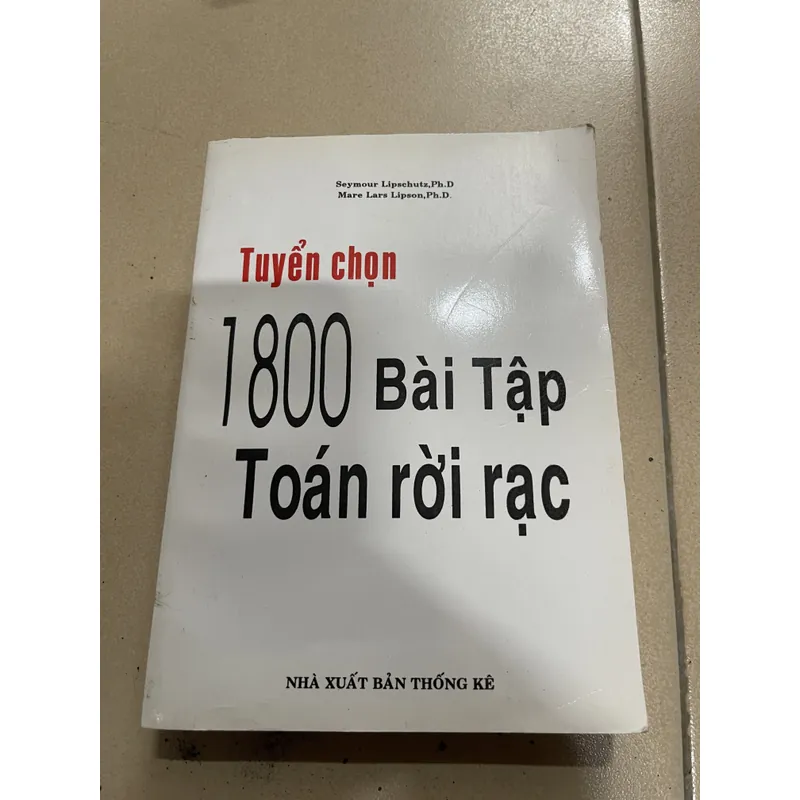 Seymour Lipschutz,Ph.D
Mare Lars Lipson,Ph.D.
Tuyển chọn
1800 Bài Tập
Toán rời rạc
NHÀ XUẤT BẢN THỐNG KÊ